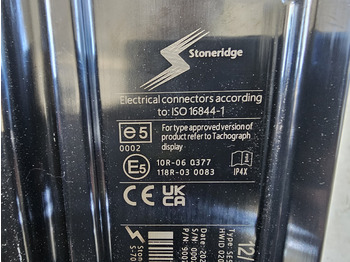 Stoneridge
Electrical connectors according
to: ISO 16844-1
e5
0002
For type approved version of
product refer to Tachograph
display
E5
10R-06 0377
118R-03 0083
IP4X
CE
UK
CA